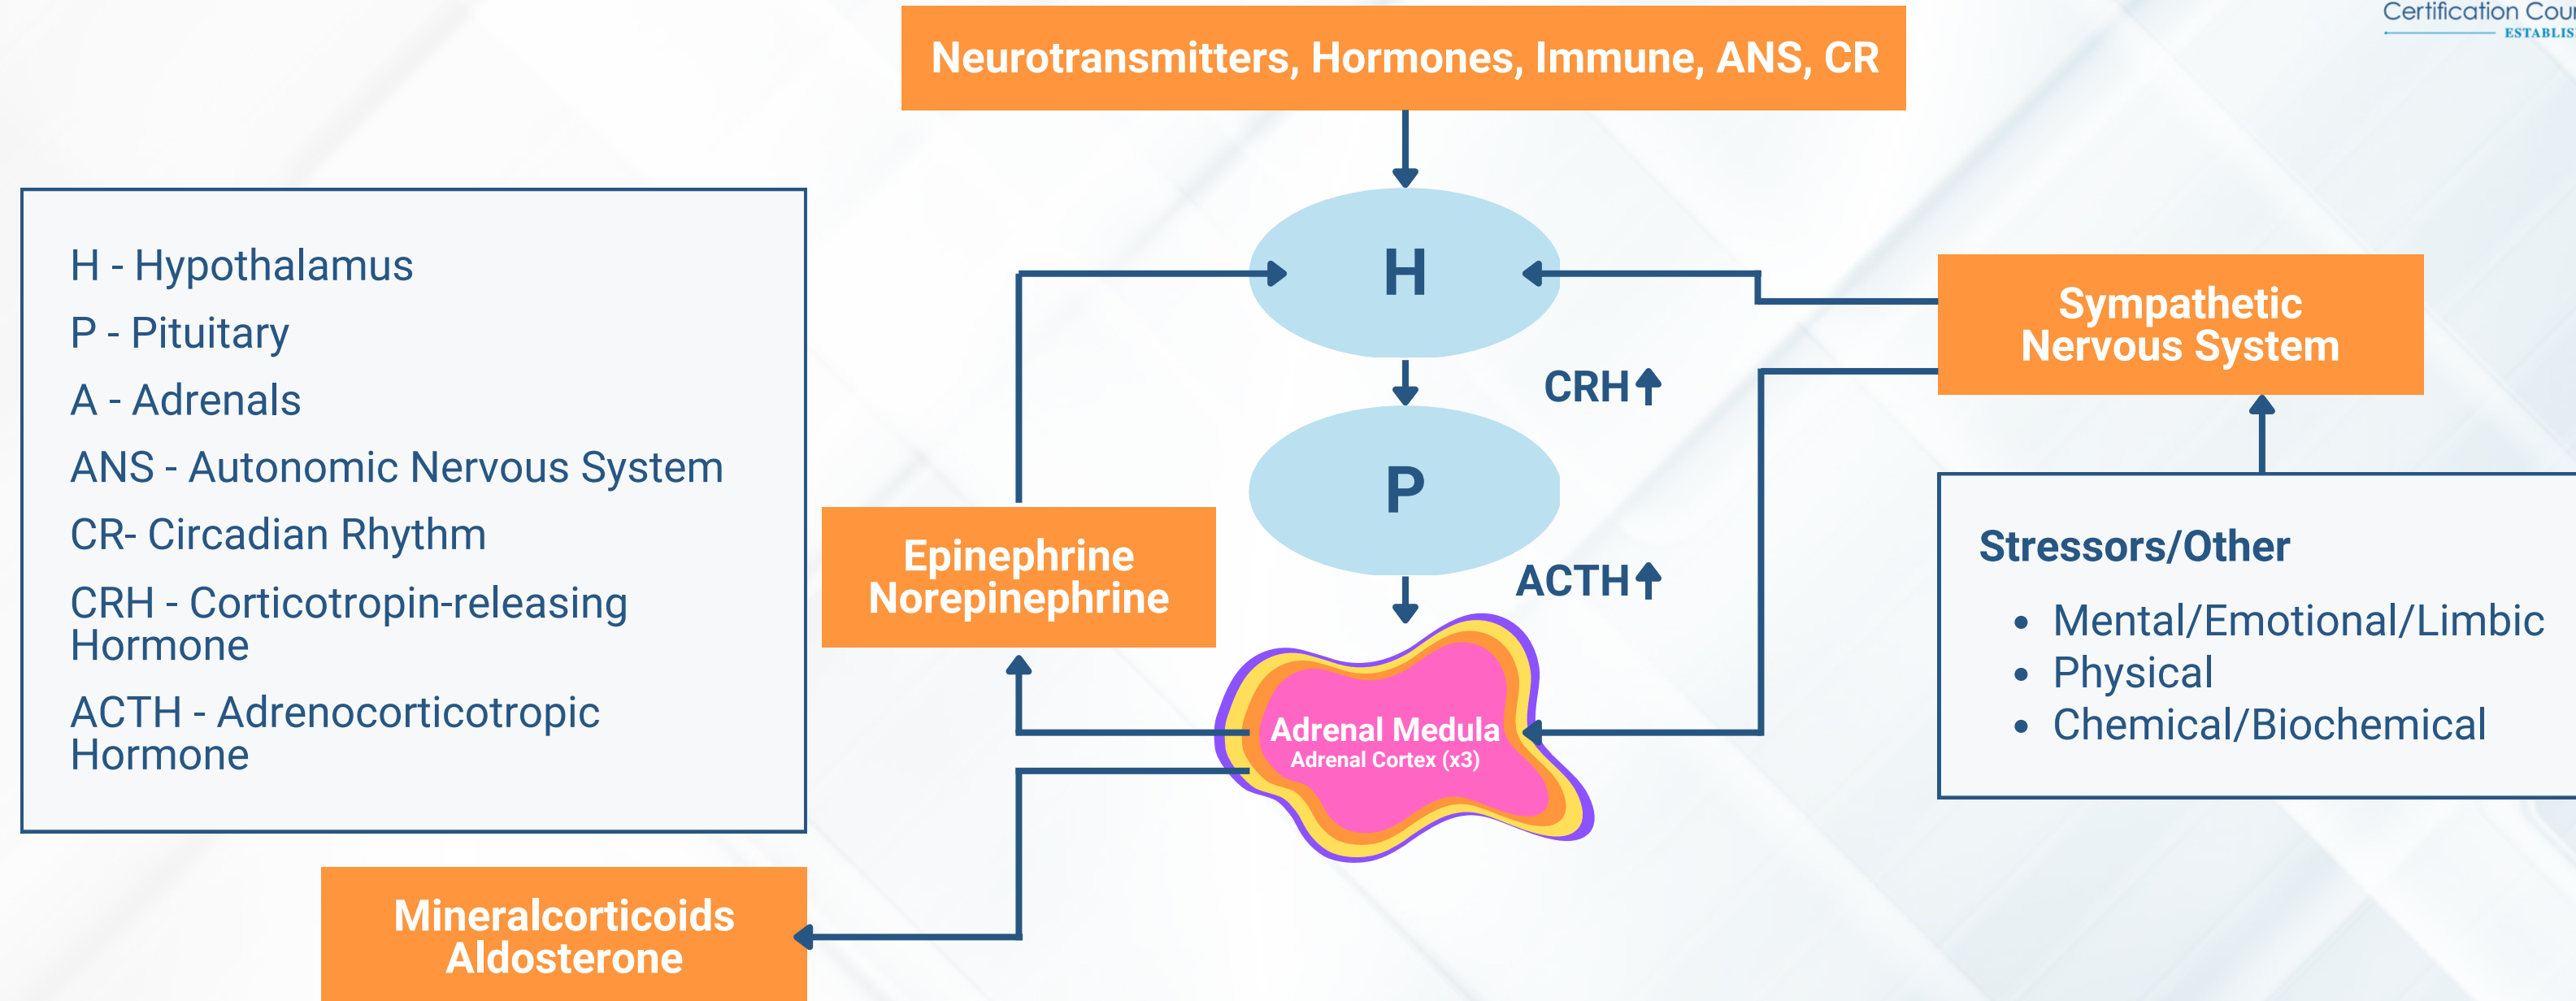 Certification Cou
ESTABLIS
Neurotransmitters, Hormones, Immune, ANS, CR
H - Hypothalamus
P - Pituitary
A - Adrenals
ANS - Autonomic Nervous System
CR- Circadian Rhythm
CRH - Corticotropin-releasing
Hormone
ACTH - Adrenocorticotropic
Hormone
H
CRH
P
ACTH
Epinephrine
Norepinephrine
Adrenal Medula
Adrenal Cortex (x3)
Sympathetic
Nervous System
Stressors/Other
• Mental/Emotional/Limbic
• Physical
• Chemical/Biochemical
Mineralcorticoids
Aldosterone